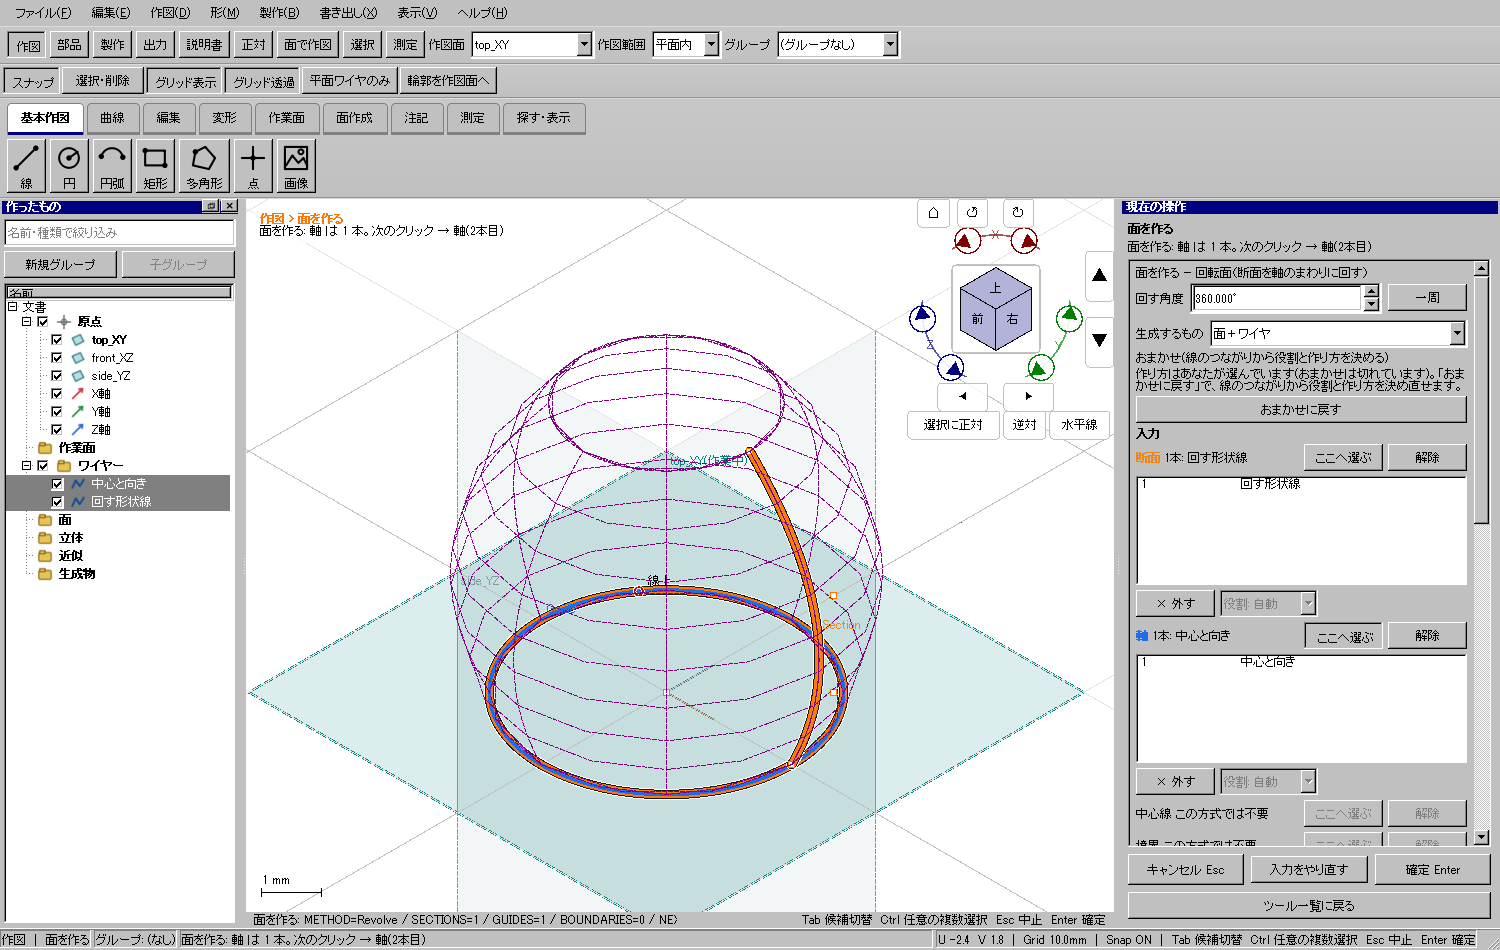 ファイル(F) 編集(E) 作図(D) 形(M) 製作(B) 書き出し(X) 表示(V) ヘルプ(H)
作図 部品 製作 出力 説明書 正対 面で作図 選択 測定 作図面 top_XY 作図範囲 平面内 グループ (グループなし)
スナップ 選択・削除 グリッド表示 グリッド透過 平面ワイヤのみ 輪郭を作図面へ
基本作図 曲線 編集 変形 作業面 面作成 注記 測定 探す・表示
線 円 円弧 矩形 多角形 点 画像
作ったもの
名前・種類で絞り込み
新規グループ 子グループ
名前
文書
原点
top_XY
front_XZ
side_YZ
X軸
Y軸
Z軸
作業面
ワイヤー
中心と向き
回す形状線
面
立体
近似
生成物
作図 > 面を作る
面を作る: 軸 は 1 本。次のクリック → 軸(2本目)
X
Z
Y
上
前
右
選択に正対 逆対 水平線
top_XY(作業中)
side_YZ
線上
Section
1 mm
面を作る: METHOD=Revolve / SECTIONS=1 / GUIDES=1 / BOUNDARIES=0 / NE>
Tab 候補切替 Ctrl 任意の複数選択 Esc 中止 Enter 確定
現在の操作
面を作る
面を作る: 軸 は 1 本。次のクリック → 軸(2本目)
面を作る − 回転面(断面を軸のまわりに回す)
回す角度 360.000° 一周
生成するもの 面+ワイヤ
おまかせ(線のつながりから役割と作り方を決める)
作り方はあなたが選んでいます(おまかせは切れています)。「おま
かせに戻す」で、線のつながりから役割と作り方を決め直せます。
おまかせに戻す
入力
断面 1本: 回す形状線 ここへ選ぶ 解除
1 回す形状線
× 外す 役割: 自動
軸 1本: 中心と向き ここへ選ぶ 解除
1 中心と向き
× 外す 役割: 自動
中心線 この方式では不要 ここへ選ぶ 解除
境界 この方式では不要 ここへ選ぶ 解除
キャンセル Esc 入力をやり直す 確定 Enter
ツール一覧に戻る
作図 | 面を作る グループ: (なし) 面を作る: 軸 は 1 本。次のクリック → 軸(2本目)
U -2.4 V 1.8 | Grid 10.0mm | Snap ON | Tab 候補切替 Ctrl 任意の複数選択 Esc 中止 Enter 確定